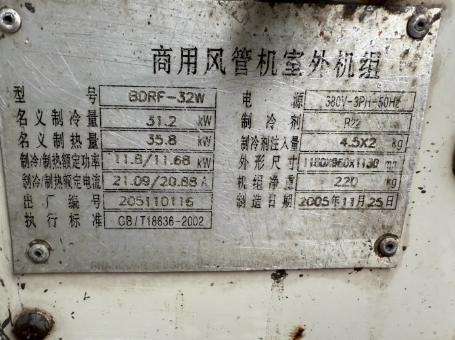 商用风管机室外机组
型号 BDRF-32W 电源 380V-3PH-50HZ
名义制冷量 31.2 kW 制冷剂 R22
名义制热量 35.8 kW 制冷剂注入量 4.5X2 kg
制冷/制热额定功率 11.8/11.68 kW 外形尺寸 1180X960X1130 mm
制冷/制热额定电流 21.09/20.88 A 机组净重 220 kg
出厂编号 205110116 制造日期 2005年11月25日
执行标准 GB/T18836-2002